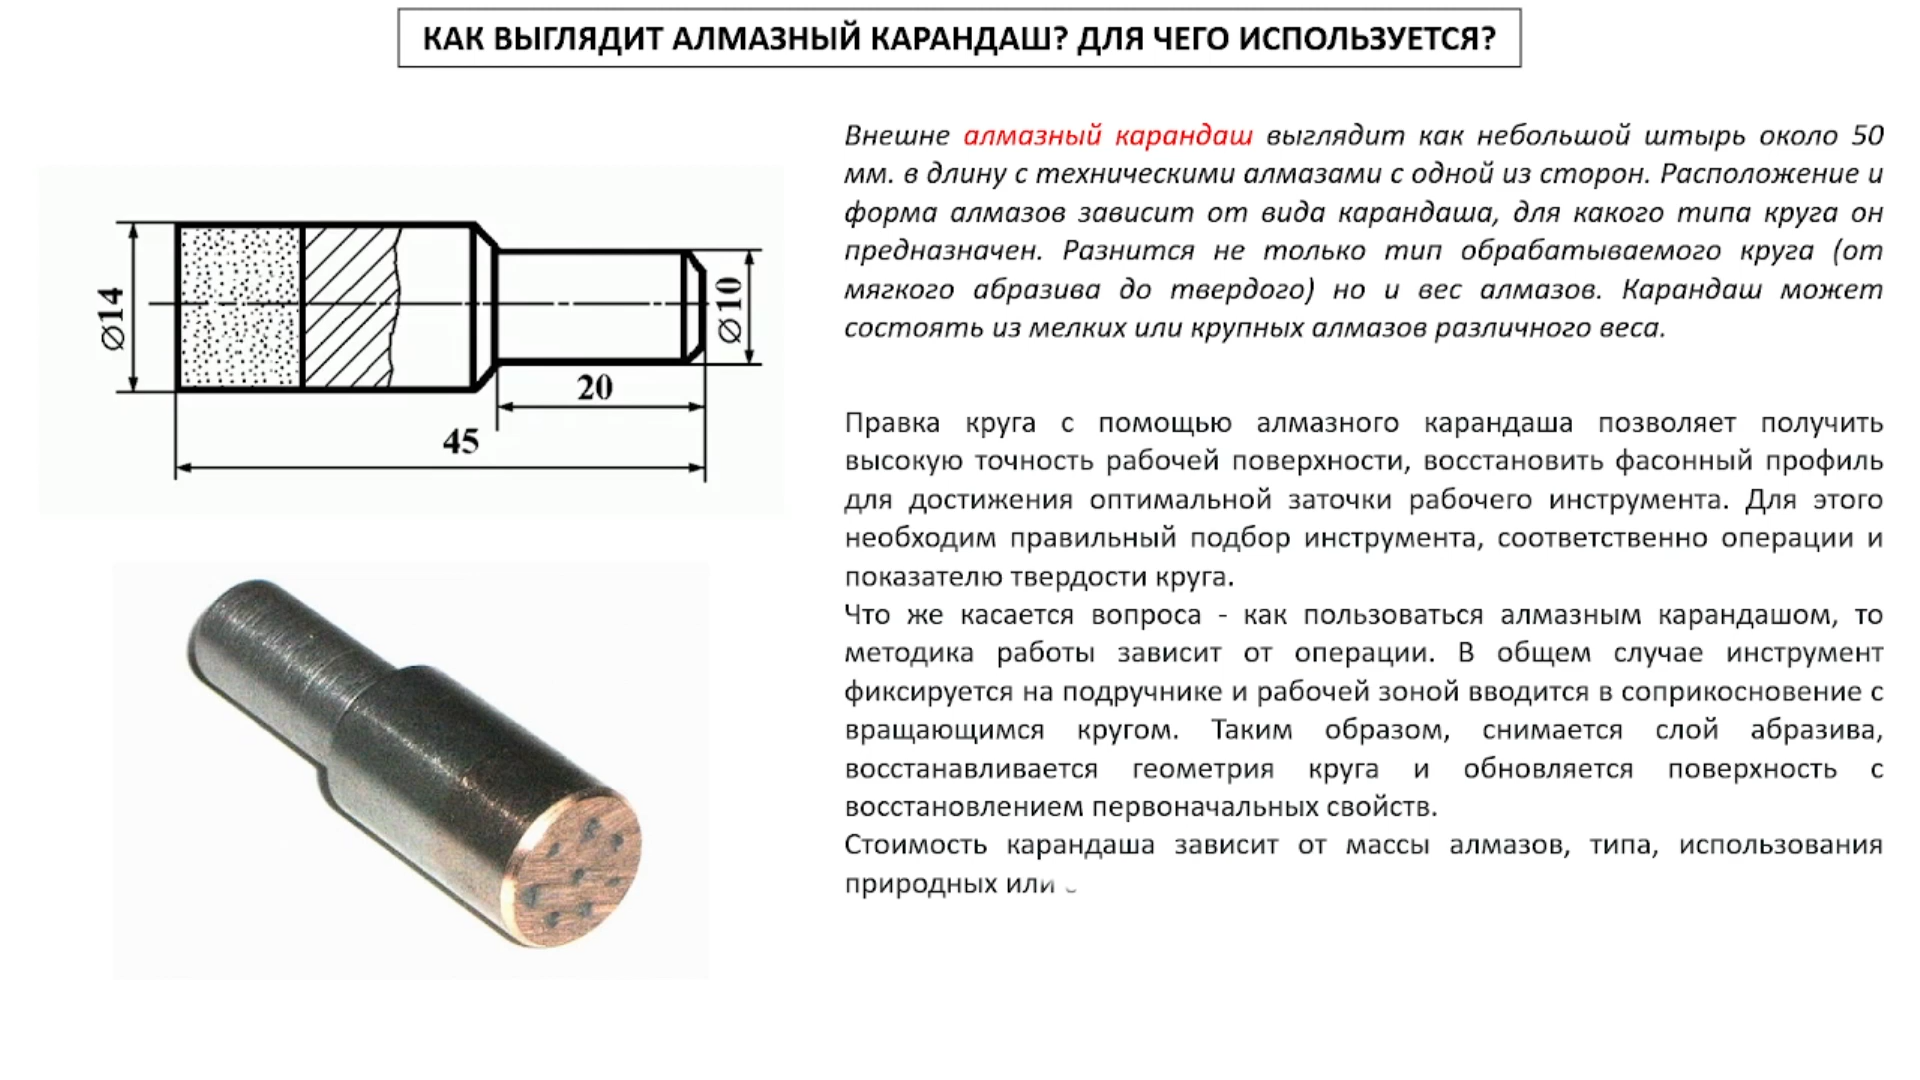 КАК ВЫГЛЯДИТ АЛМАЗНЫЙ КАРАНДАШ? ДЛЯ ЧЕГО ИСПОЛЬЗУЕТСЯ?
Внешне алмазный карандаш выглядит как небольшой штырь около 50
мм. в длину с техническими алмазами с одной из сторон. Расположение и
форма алмазов зависит от вида карандаша, для какого типа круга он
предназначен. Разнится не только тип обрабатываемого круга (от
мягкого абразива до твердого) но и вес алмазов. Карандаш может
состоять из мелких или крупных алмазов различного веса.
∅14
∅10
20
45
Правка круга с помощью алмазного карандаша позволяет получить
высокую точность рабочей поверхности, восстановить фасонный профиль
для достижения оптимальной заточки рабочего инструмента. Для этого
необходим правильный подбор инструмента, соответственно операции и
показателю твердости круга.
Что же касается вопроса - как пользоваться алмазным карандашом, то
методика работы зависит от операции. В общем случае инструмент
фиксируется на подручнике и рабочей зоной вводится в соприкосновение с
вращающимся кругом. Таким образом, снимается слой абразива,
восстанавливается геометрия круга и обновляется поверхность с
восстановлением первоначальных свойств.
Стоимость карандаша зависит от массы алмазов, типа, использования
природных или